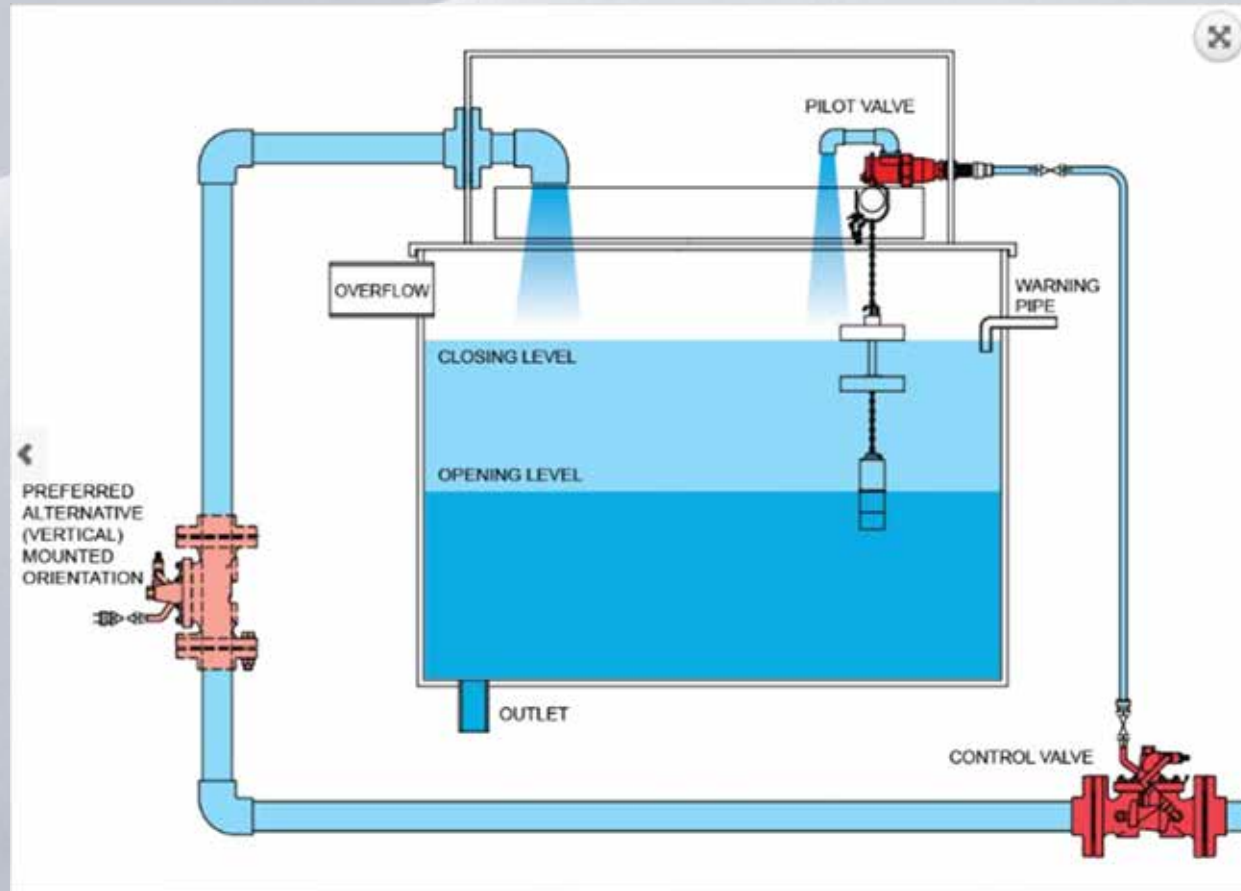 PILOT VALVE
OVERFLOW
WARNING
PIPE
CLOSING LEVEL
OPENING LEVEL
PREFERRED
ALTERNATIVE
(VERTICAL)
MOUNTED
ORIENTATION
OUTLET
CONTROL VALVE